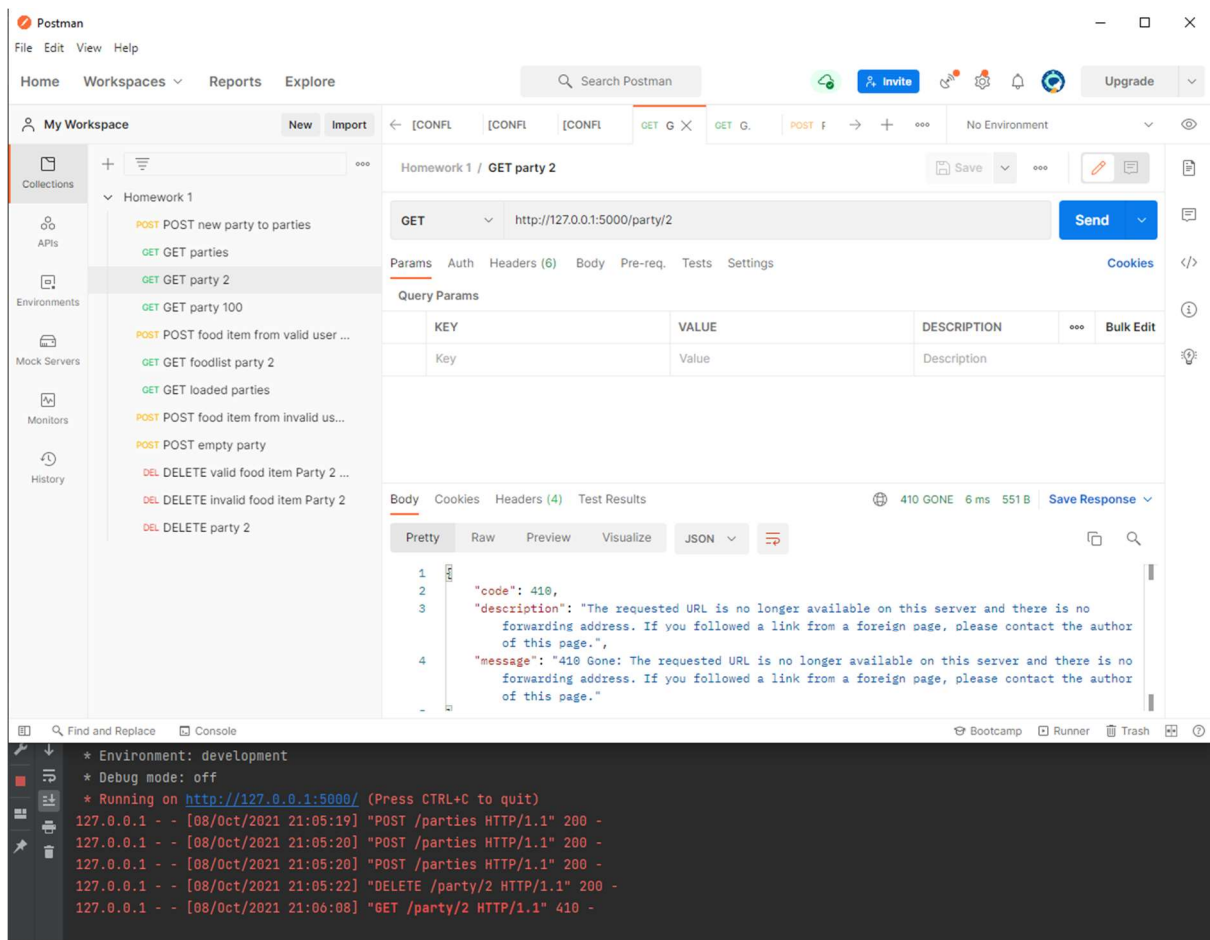 Postman
File Edit View Help
Home Workspaces Reports Explore
Search Postman
Invite
Upgrade
My Workspace
New Import
[CONFL [CONFL [CONFL GET G GET G. POST F
No Environment
Collections
APIs
Environments
Mock Servers
Monitors
History
Homework 1
POST POST new party to parties
GET GET parties
GET GET party 2
GET GET party 100
POST POST food item from valid user ...
GET GET foodlist party 2
GET GET loaded parties
POST POST food item from invalid us...
POST POST empty party
DEL DELETE valid food item Party 2 ...
DEL DELETE invalid food item Party 2
DEL DELETE party 2
Homework 1 / GET party 2
Save
GET http://127.0.0.1:5000/party/2
Send
Params Auth Headers (6) Body Pre-req. Tests Settings
Cookies
Query Params
KEY VALUE DESCRIPTION Bulk Edit
Key Value Description
Body Cookies Headers (4) Test Results
410 GONE 6 ms 551 B Save Response
Pretty Raw Preview Visualize JSON
1 {
2 "code": 410,
3 "description": "The requested URL is no longer available on this server and there is no
forwarding address. If you followed a link from a foreign page, please contact the author
of this page.",
4 "message": "410 Gone: The requested URL is no longer available on this server and there is no
forwarding address. If you followed a link from a foreign page, please contact the author
of this page."
Find and Replace Console
Bootcamp Runner Trash
* Environment: development
* Debug mode: off
* Running on http://127.0.0.1:5000/ (Press CTRL+C to quit)
127.0.0.1 - - [08/Oct/2021 21:05:19] "POST /parties HTTP/1.1" 200 -
127.0.0.1 - - [08/Oct/2021 21:05:20] "POST /parties HTTP/1.1" 200 -
127.0.0.1 - - [08/Oct/2021 21:05:20] "POST /parties HTTP/1.1" 200 -
127.0.0.1 - - [08/Oct/2021 21:05:22] "DELETE /party/2 HTTP/1.1" 200 -
127.0.0.1 - - [08/Oct/2021 21:06:08] "GET /party/2 HTTP/1.1" 410 -